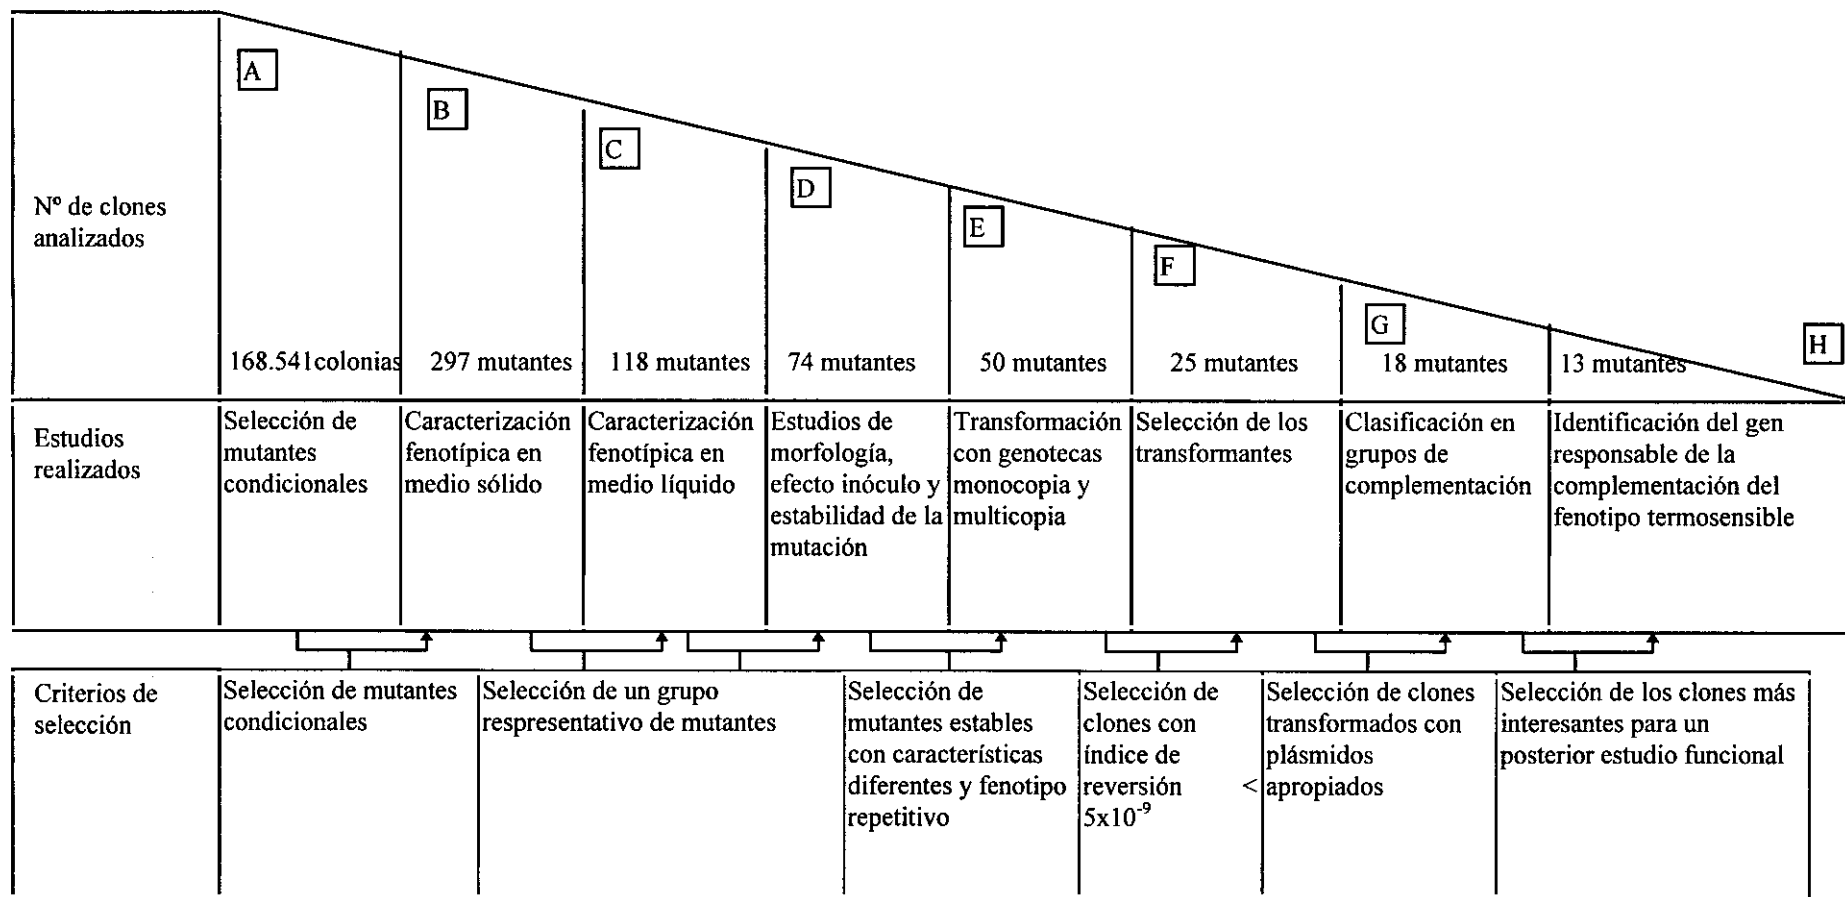 A
B
C
D
E
F
G
H
Nº de clones
analizados
168.541colonias
297 mutantes
118 mutantes
74 mutantes
50 mutantes
25 mutantes
18 mutantes
13 mutantes
Estudios
realizados
Selección de
mutantes
condicionales
Caracterización
fenotípica en
medio sólido
Caracterización
fenotípica en
medio líquido
Estudios de
morfología,
efecto inóculo y
estabilidad de la
mutación
Transformación
con genotecas
monocopia y
multicopia
Selección de los
transformantes
Clasificación en
grupos de
complementación
Identificación del gen
responsable de la
complementación del
fenotipo termosensible
Criterios de
selección
Selección de mutantes
condicionales
Selección de un grupo
respresentativo de mutantes
Selección de
mutantes estables
con características
diferentes y fenotipo
repetitivo
Selección de
clones con
índice de
reversión <
5x10⁻⁹
Selección de clones
transformados con
plásmidos
apropiados
Selección de los clones más
interesantes para un
posterior estudio funcional